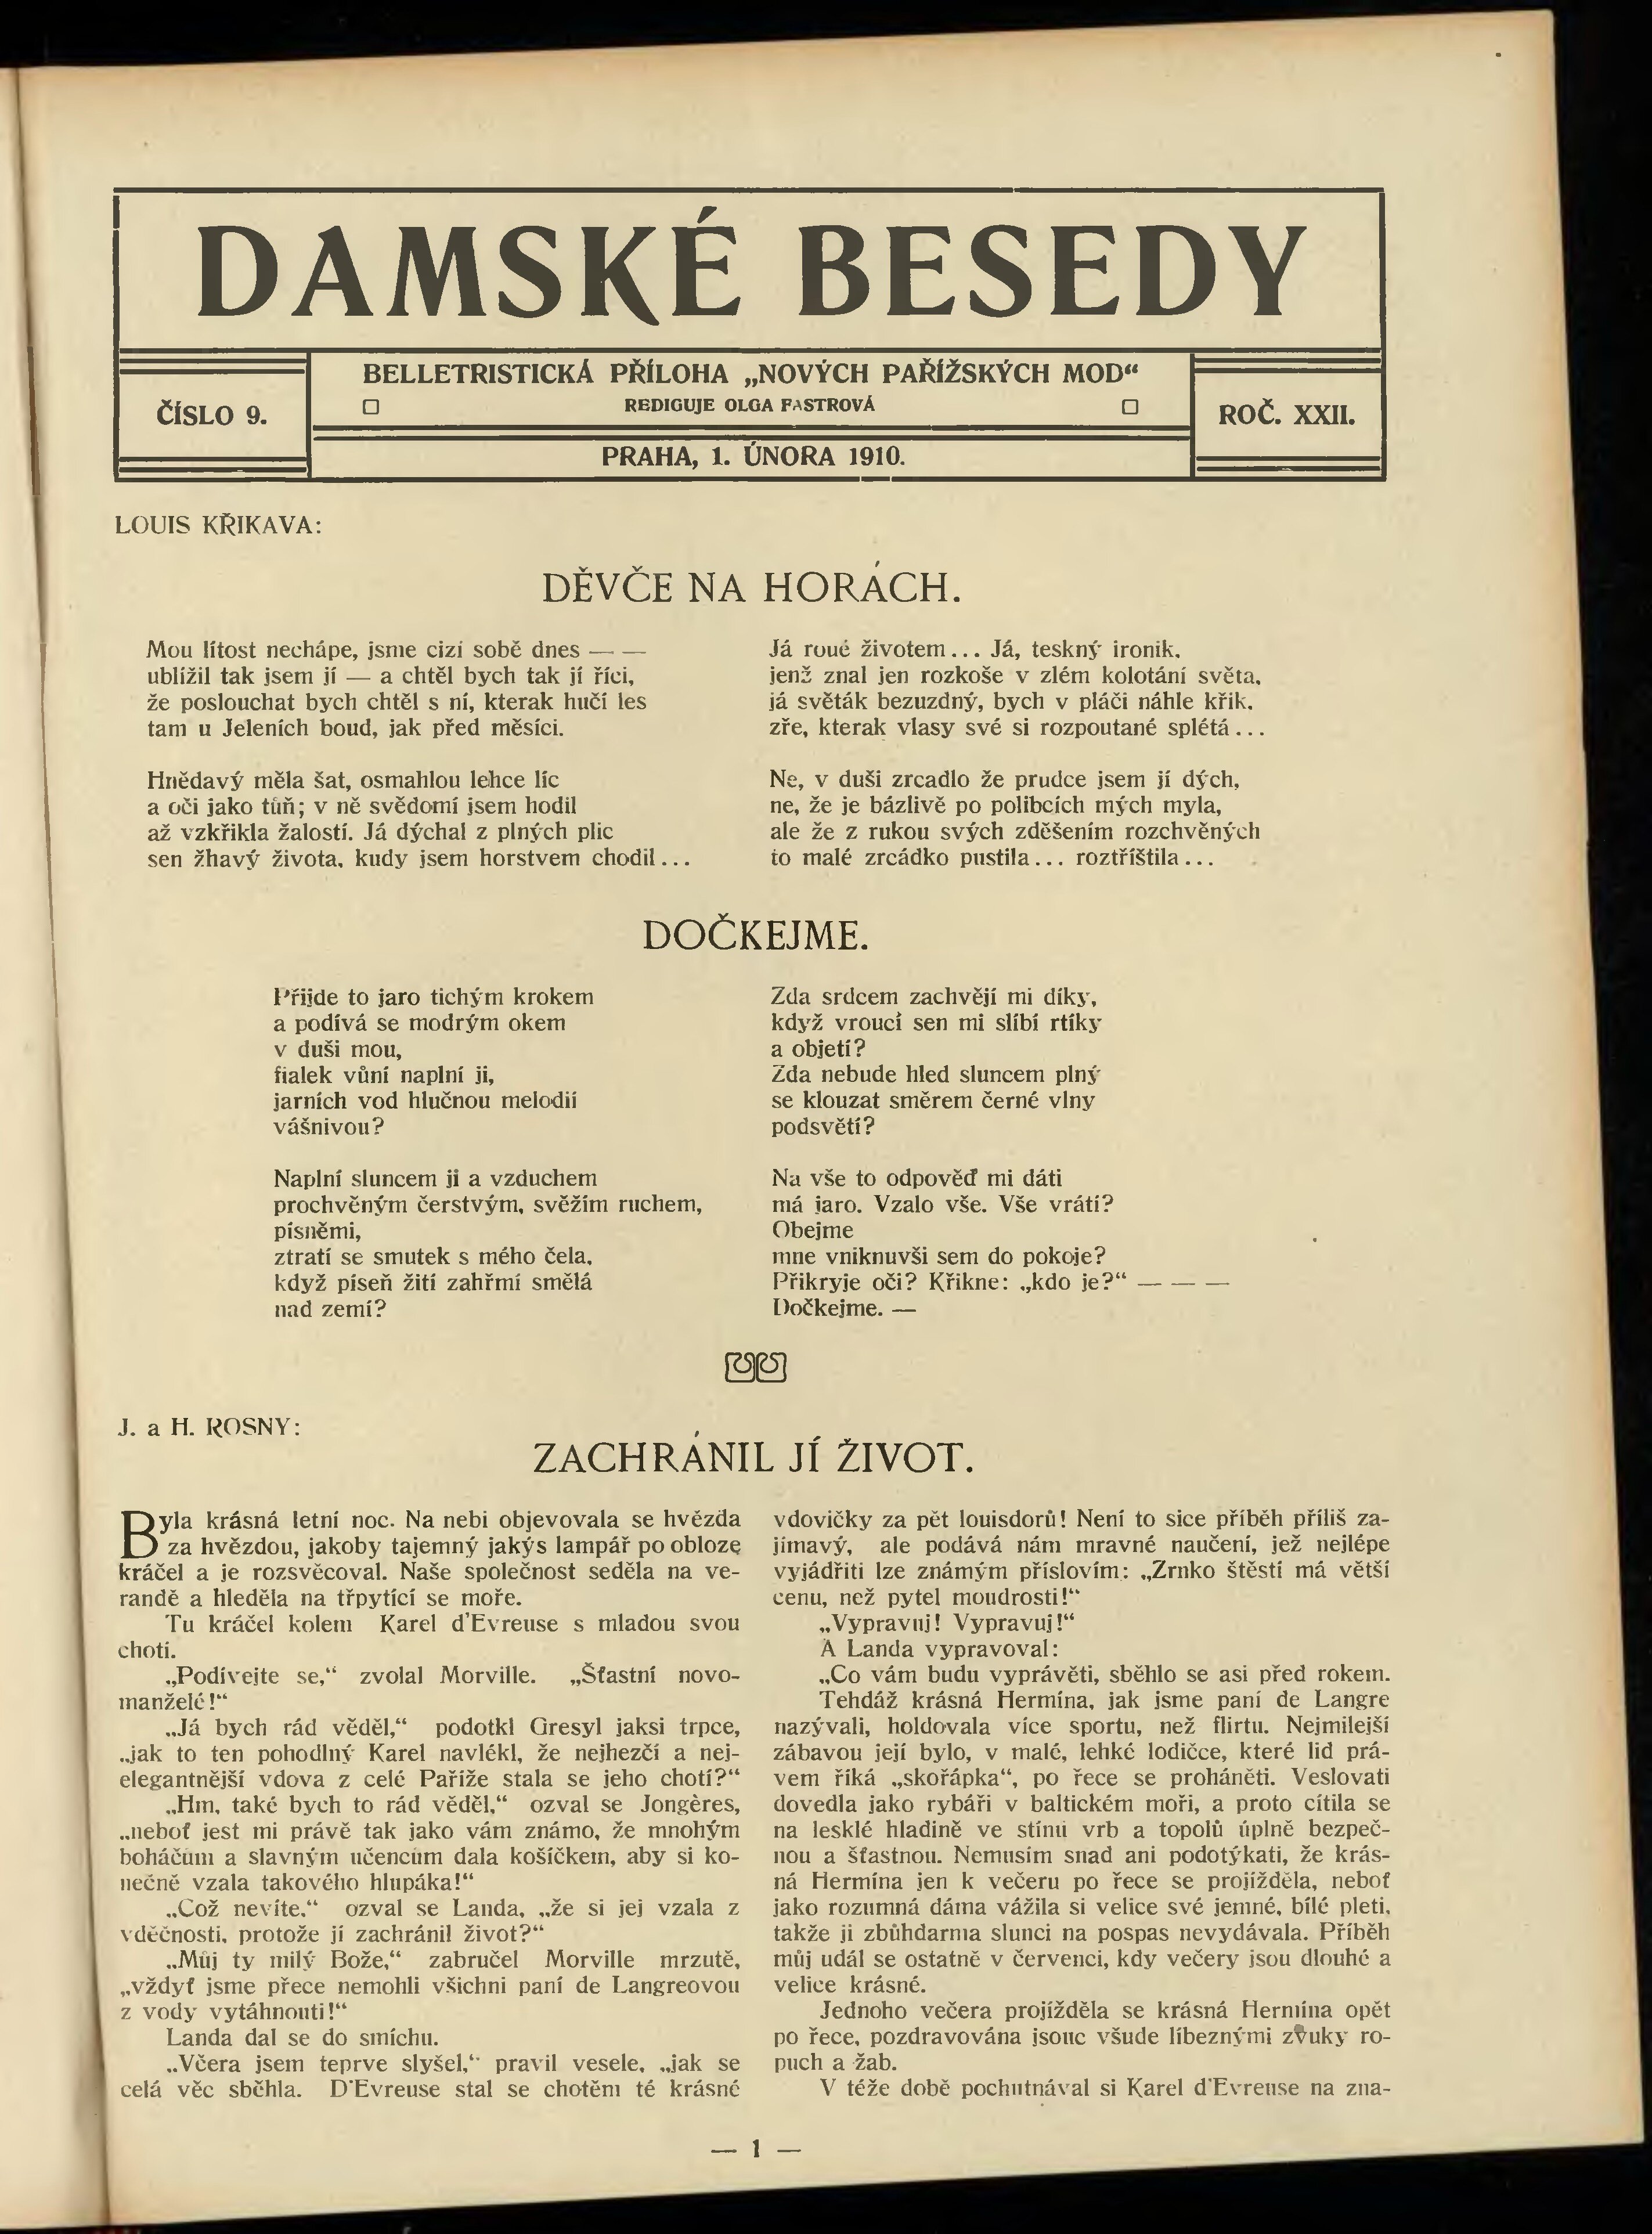 DAMSKÉ BESEDY
ČÍSLO 9.
BELLETRISTICKÁ PŘÍLOHA „NOVÝCH PAŘÍŽSKÝCH MOD“
REDIGUJE OLGA FASTROVÁ
PRAHA, 1. ÚNORA 1910.
ROČ. XXII.
LOUIS KŘIKAVA:
DĚVČE NA HORÁCH.
Mou lítost nechápe, jsme cizí sobě dnes — —
ublížil tak jsem jí — a chtěl bych tak jí říci,
že poslouchat bych chtěl s ní, kterak hučí les
tam u Jeleních boud, jak před měsíci.
Hnědavý měla šat, osmahlou lehce líc
a oči jako tůň; v ně svědomí jsem hodil
až vzkřikla žalostí. Já dýchal z plných plic
sen žhavý života, kudy jsem horstvem chodil...
Já roué životem... Já, teskný ironik,
jenž znal jen rozkoše v zlém kolotání světa,
já světák bezuzdný, bych v pláči náhle křik,
zře, kterak vlasy své si rozpoutané splétá...
Ne, v duši zrcadlo že prudce jsem jí dých,
ne, že je bázlivě po polibcích mých myla,
ale že z rukou svých zděšením rozchvěných
to malé zrcádko pustila... roztříštila...
DOČKEJME.
Přijde to jaro tichým krokem
a podívá se modrým okem
v duši mou,
fialek vůní naplní ji,
jarních vod hlučnou melodií
vášnivou?
Naplní sluncem ji a vzduchem
prochvěným čerstvým, svěžím ruchem,
písněmi,
ztratí se smutek s mého čela,
když píseň žití zahřmí smělá
nad zemí?
Zda srdcem zachvějí mi díky,
když vroucí sen mi slíbí rtíky
a objetí?
Zda nebude hled sluncem plný
se klouzat směrem černé vlny
podsvětí?
Na vše to odpověď mi dáti
má jaro. Vzalo vše. Vše vrátí?
Obejme
mne vniknuvši sem do pokoje?
Přikryje oči? Křikne: „kdo je?“ — — —
Dočkejme. —
J. a H. ROSNY:
ZACHRÁNIL JÍ ŽIVOT.
Byla krásná letní noc. Na nebi objevovala se hvězda
za hvězdou, jakoby tajemný jakýs lampář po obloze
kráčel a je rozsvěcoval. Naše společnost seděla na ve-
randě a hleděla na třpytící se moře.
Tu kráčel kolem Karel d'Evreuse s mladou svou
chotí.
„Podívejte se,“ zvolal Morville. „Šťastní novo-
manželé!“
„Já bych rád věděl,“ podotkl Gresyl jaksi trpce,
„jak to ten pohodlný Karel navlékl, že nejhezčí a nej-
elegantnější vdova z celé Paříže stala se jeho chotí?“
„Hm, také bych to rád věděl,“ ozval se Jongères,
„neboť jest mi právě tak jako vám známo, že mnohým
boháčům a slavným učencům dala košíčkem, aby si ko-
nečně vzala takového hlupáka!“
„Což nevíte,“ ozval se Landa, „že si jej vzala z
vděčnosti, protože jí zachránil život?“
„Můj ty milý Bože,“ zabručel Morville mrzutě,
„vždyť jsme přece nemohli všichni paní de Langreovou
z vody vytáhnouti!“
Landa dal se do smíchu.
„Včera jsem teprve slyšel,“ pravil vesele, „jak se
celá věc sběhla. D'Evreuse stal se chotěm té krásné
vdovičky za pět louisdorů! Není to sice příběh příliš za-
jímavý, ale podává nám mravné naučení, jež nejlépe
vyjádřiti lze známým příslovím: „Zrnko štěstí má větší
cenu, než pytel moudrosti!“
„Vypravuj! Vypravuj!“
A Landa vypravoval:
„Co vám budu vyprávěti, sběhlo se asi před rokem.
Tehdáž krásná Hermína, jak jsme paní de Langre
nazývali, holdovala více sportu, než flirtu. Nejmilejší
zábavou její bylo, v malé, lehké lodičce, které lid prá-
vem říká „skořápka“, po řece se proháněti. Veslovati
dovedla jako rybáři v baltickém moři, a proto cítila se
na lesklé hladině ve stínu vrb a topolů úplně bezpeč-
nou a šťastnou. Nemusím snad ani podotýkati, že krás-
ná Hermína jen k večeru po řece se projížděla, neboť
jako rozumná dáma vážila si velice své jemné, bílé pleti,
takže ji zbůhdarma slunci na pospas nevydávala. Příběh
můj udál se ostatně v červenci, kdy večery jsou dlouhé a
velice krásné.
Jednoho večera projížděla se krásná Hermína opět
po řece, pozdravována jsouc všude líbeznými zvuky ro-
puch a žab.
V téže době pochutnával si Karel d'Evreuse na zna-
— 1 —